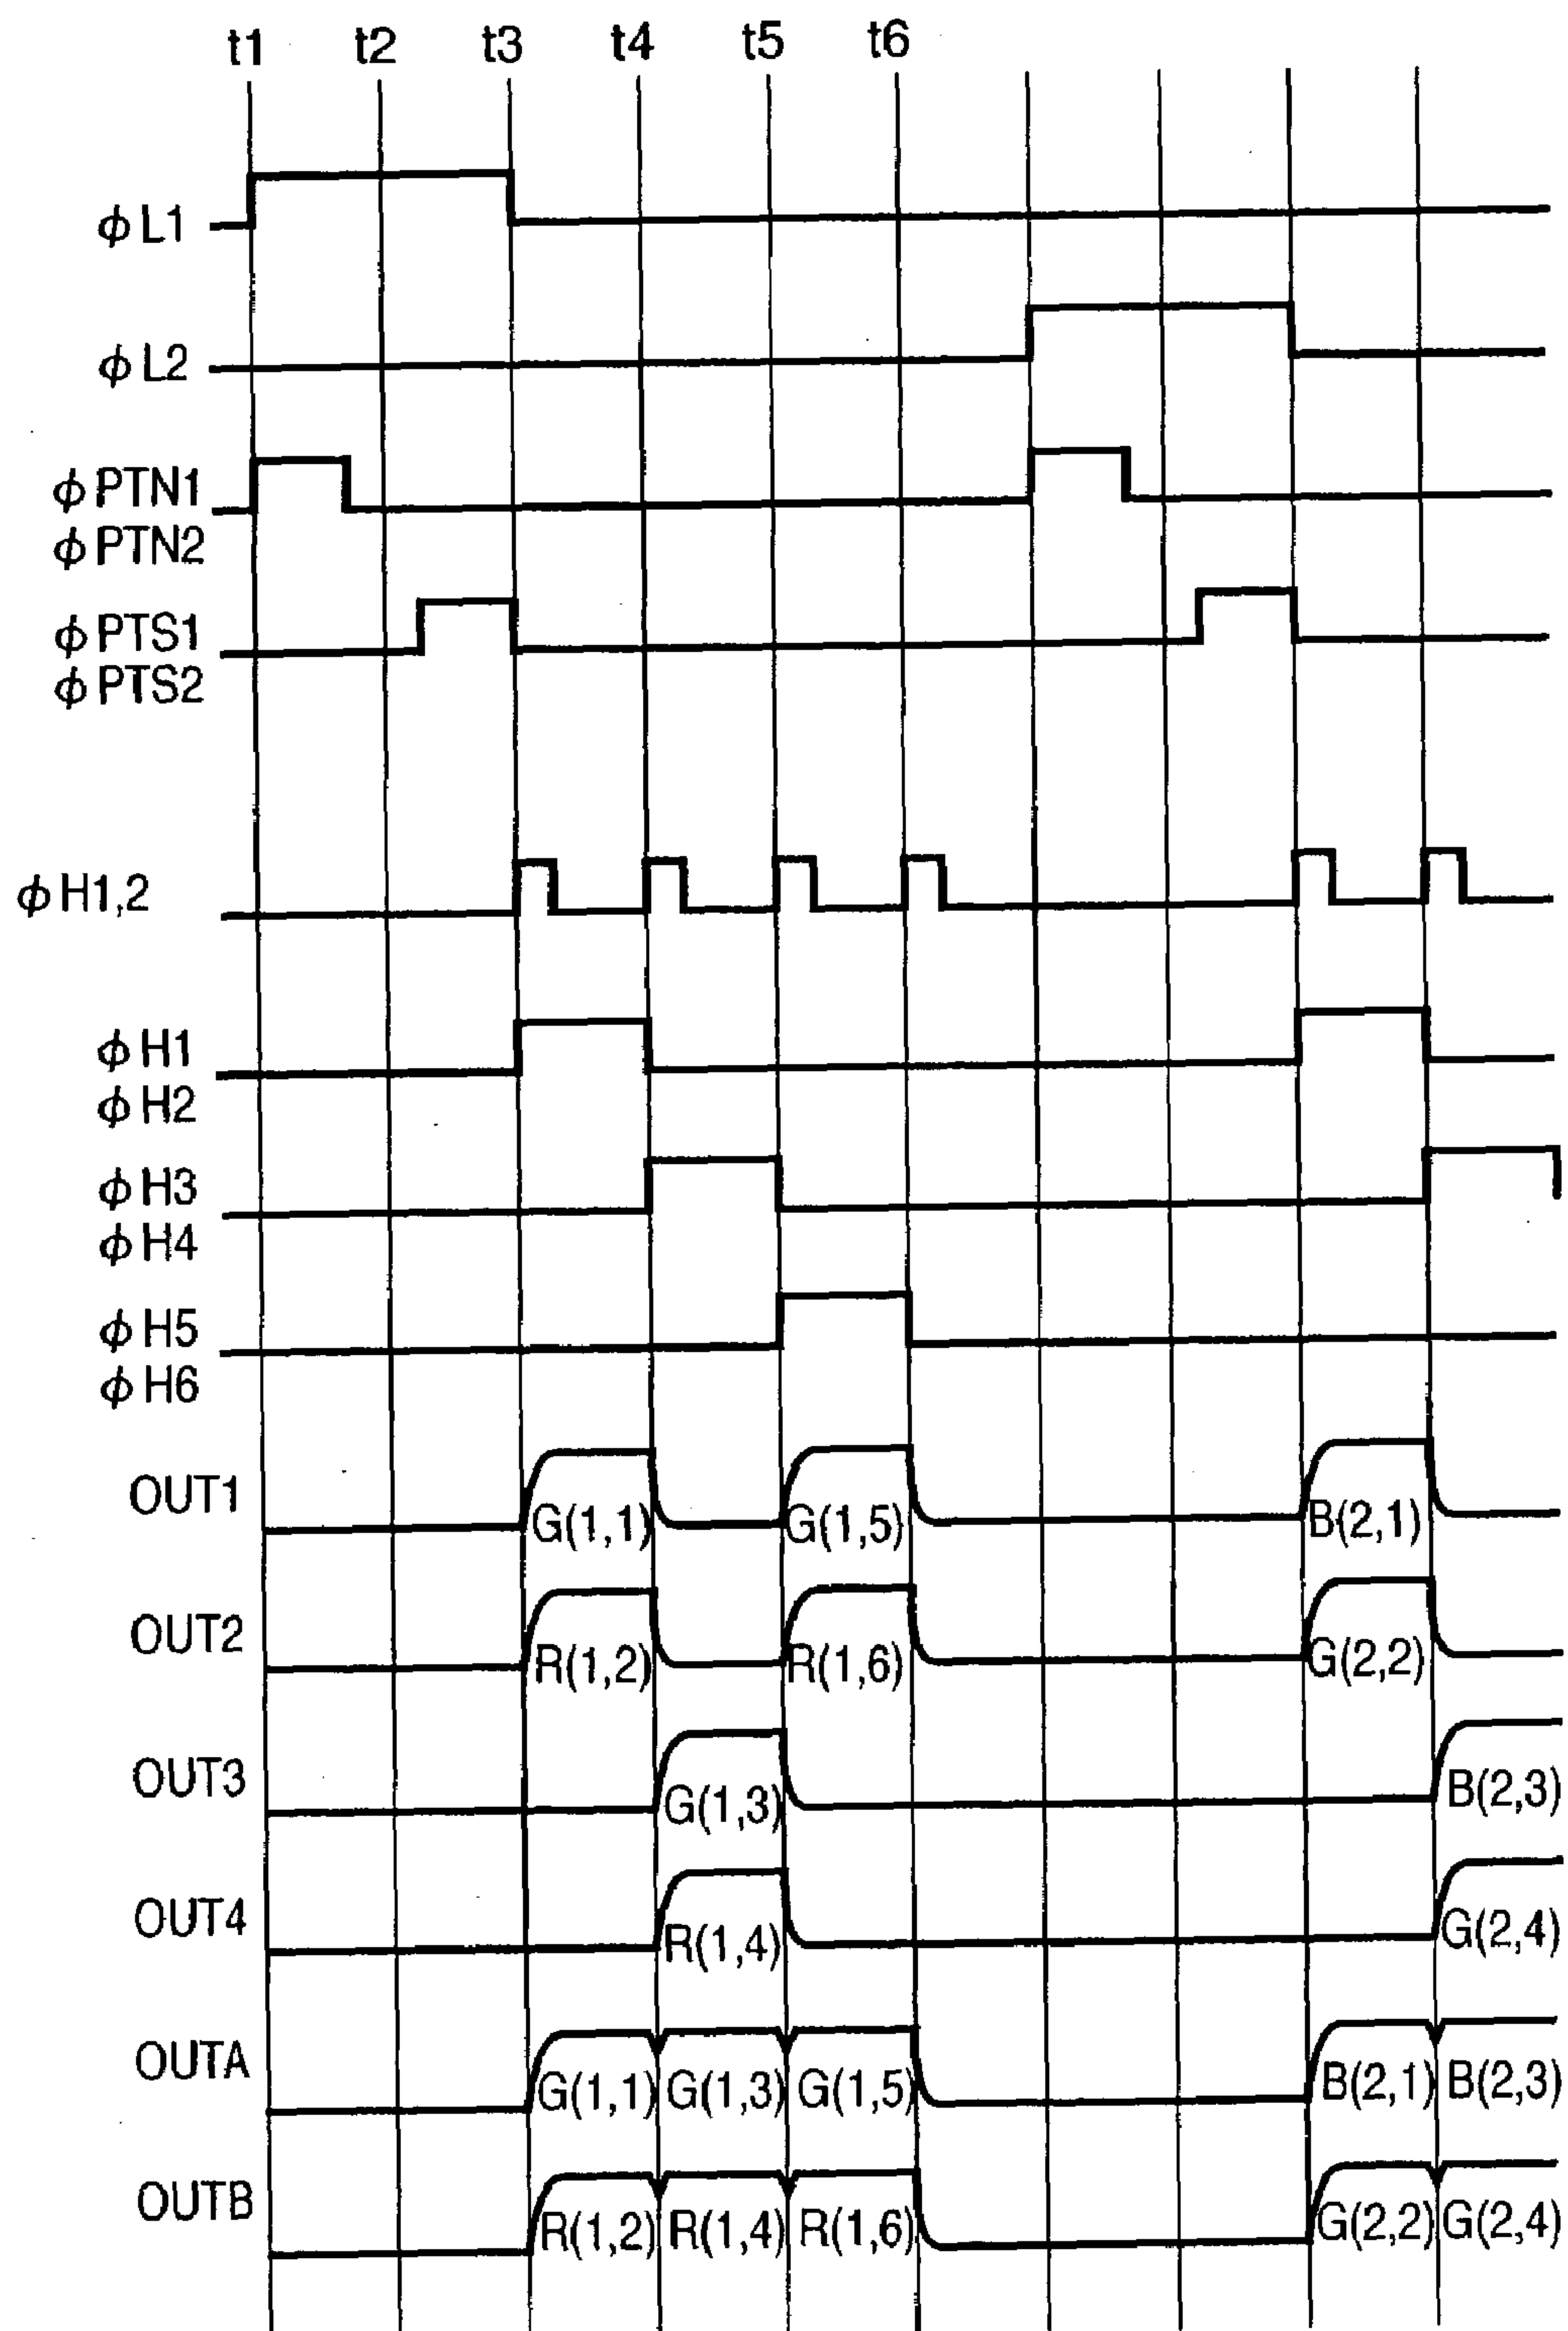 t1 t2 t3 t4 t5 t6
ϕL1
ϕL2
ϕPTN1
ϕPTN2
ϕPTS1
ϕPTS2
ϕH1,2
ϕH1
ϕH2
ϕH3
ϕH4
ϕH5
ϕH6
OUT1 G(1,1) G(1,5) B(2,1)
OUT2 R(1,2) R(1,6) G(2,2)
OUT3 G(1,3) B(2,3)
OUT4 R(1,4) G(2,4)
OUTA G(1,1) G(1,3) G(1,5) B(2,1) B(2,3)
OUTB R(1,2) R(1,4) R(1,6) G(2,2) G(2,4)